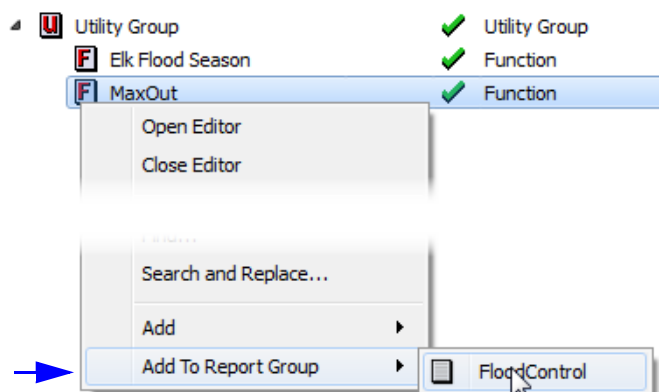 U Utility Group Utility Group
F Elk Flood Season Function
F MaxOut Function
Open Editor
Close Editor
Search and Replace...
Add
Add To Report Group
FloodControl